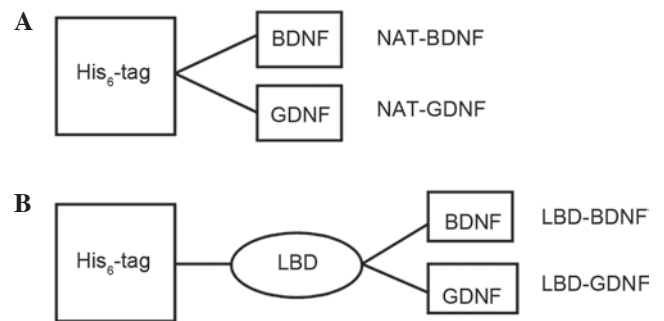 A
His₆-tag
BDNF NAT-BDNF
GDNF NAT-GDNF
B
His₆-tag
LBD
BDNF LBD-BDNF
GDNF LBD-GDNF